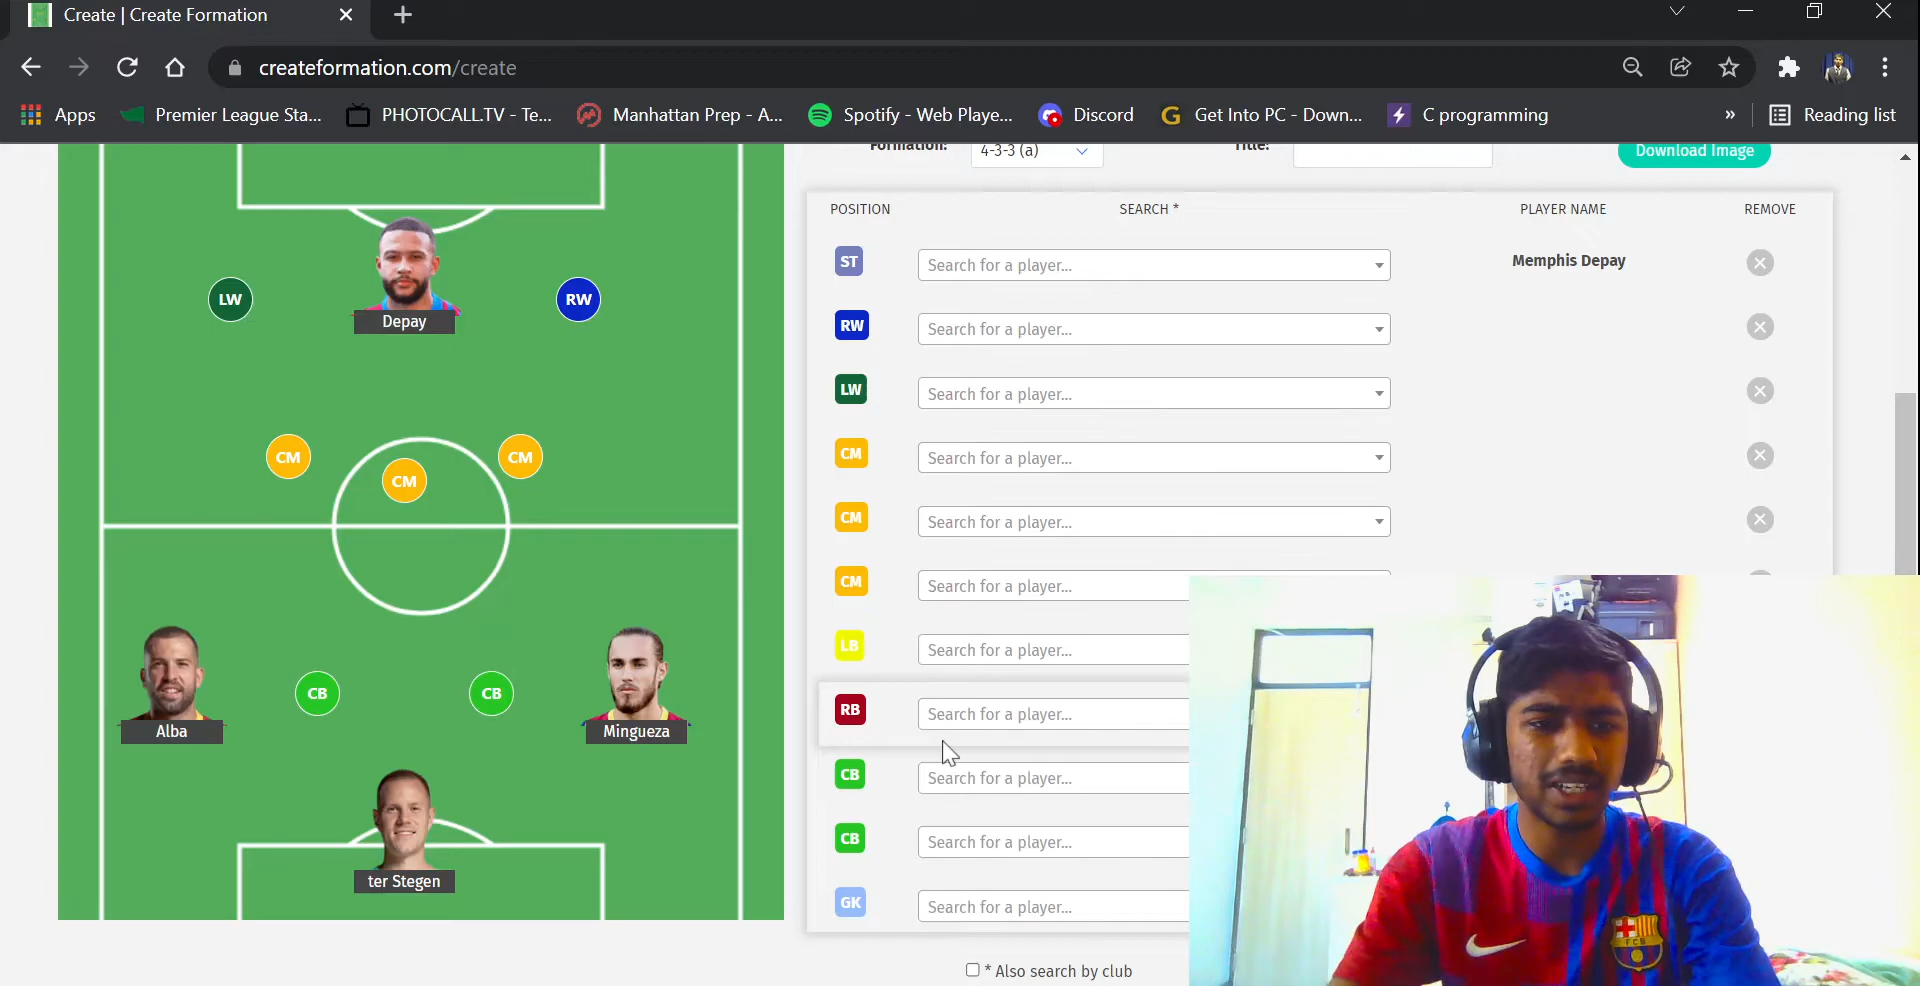 Create | Create Formation
createformation.com/create
Apps
Premier League Sta...
PHOTOCALL.TV - Te...
Manhattan Prep - A...
Spotify - Web Playe...
Discord
Get Into PC - Down...
C programming
»
Reading list
Formation:
4-3-3 (a)
Title:
Download Image
POSITION
SEARCH *
PLAYER NAME
REMOVE
ST
Search for a player...
Memphis Depay
RW
Search for a player...
LW
Search for a player...
CM
Search for a player...
CM
Search for a player...
CM
Search for a player...
LB
Search for a player...
RB
Search for a player...
CB
Search for a player...
CB
Search for a player...
GK
Search for a player...
* Also search by club
LW
Depay
RW
CM
CM
CM
Alba
CB
CB
Mingueza
ter Stegen
FCB